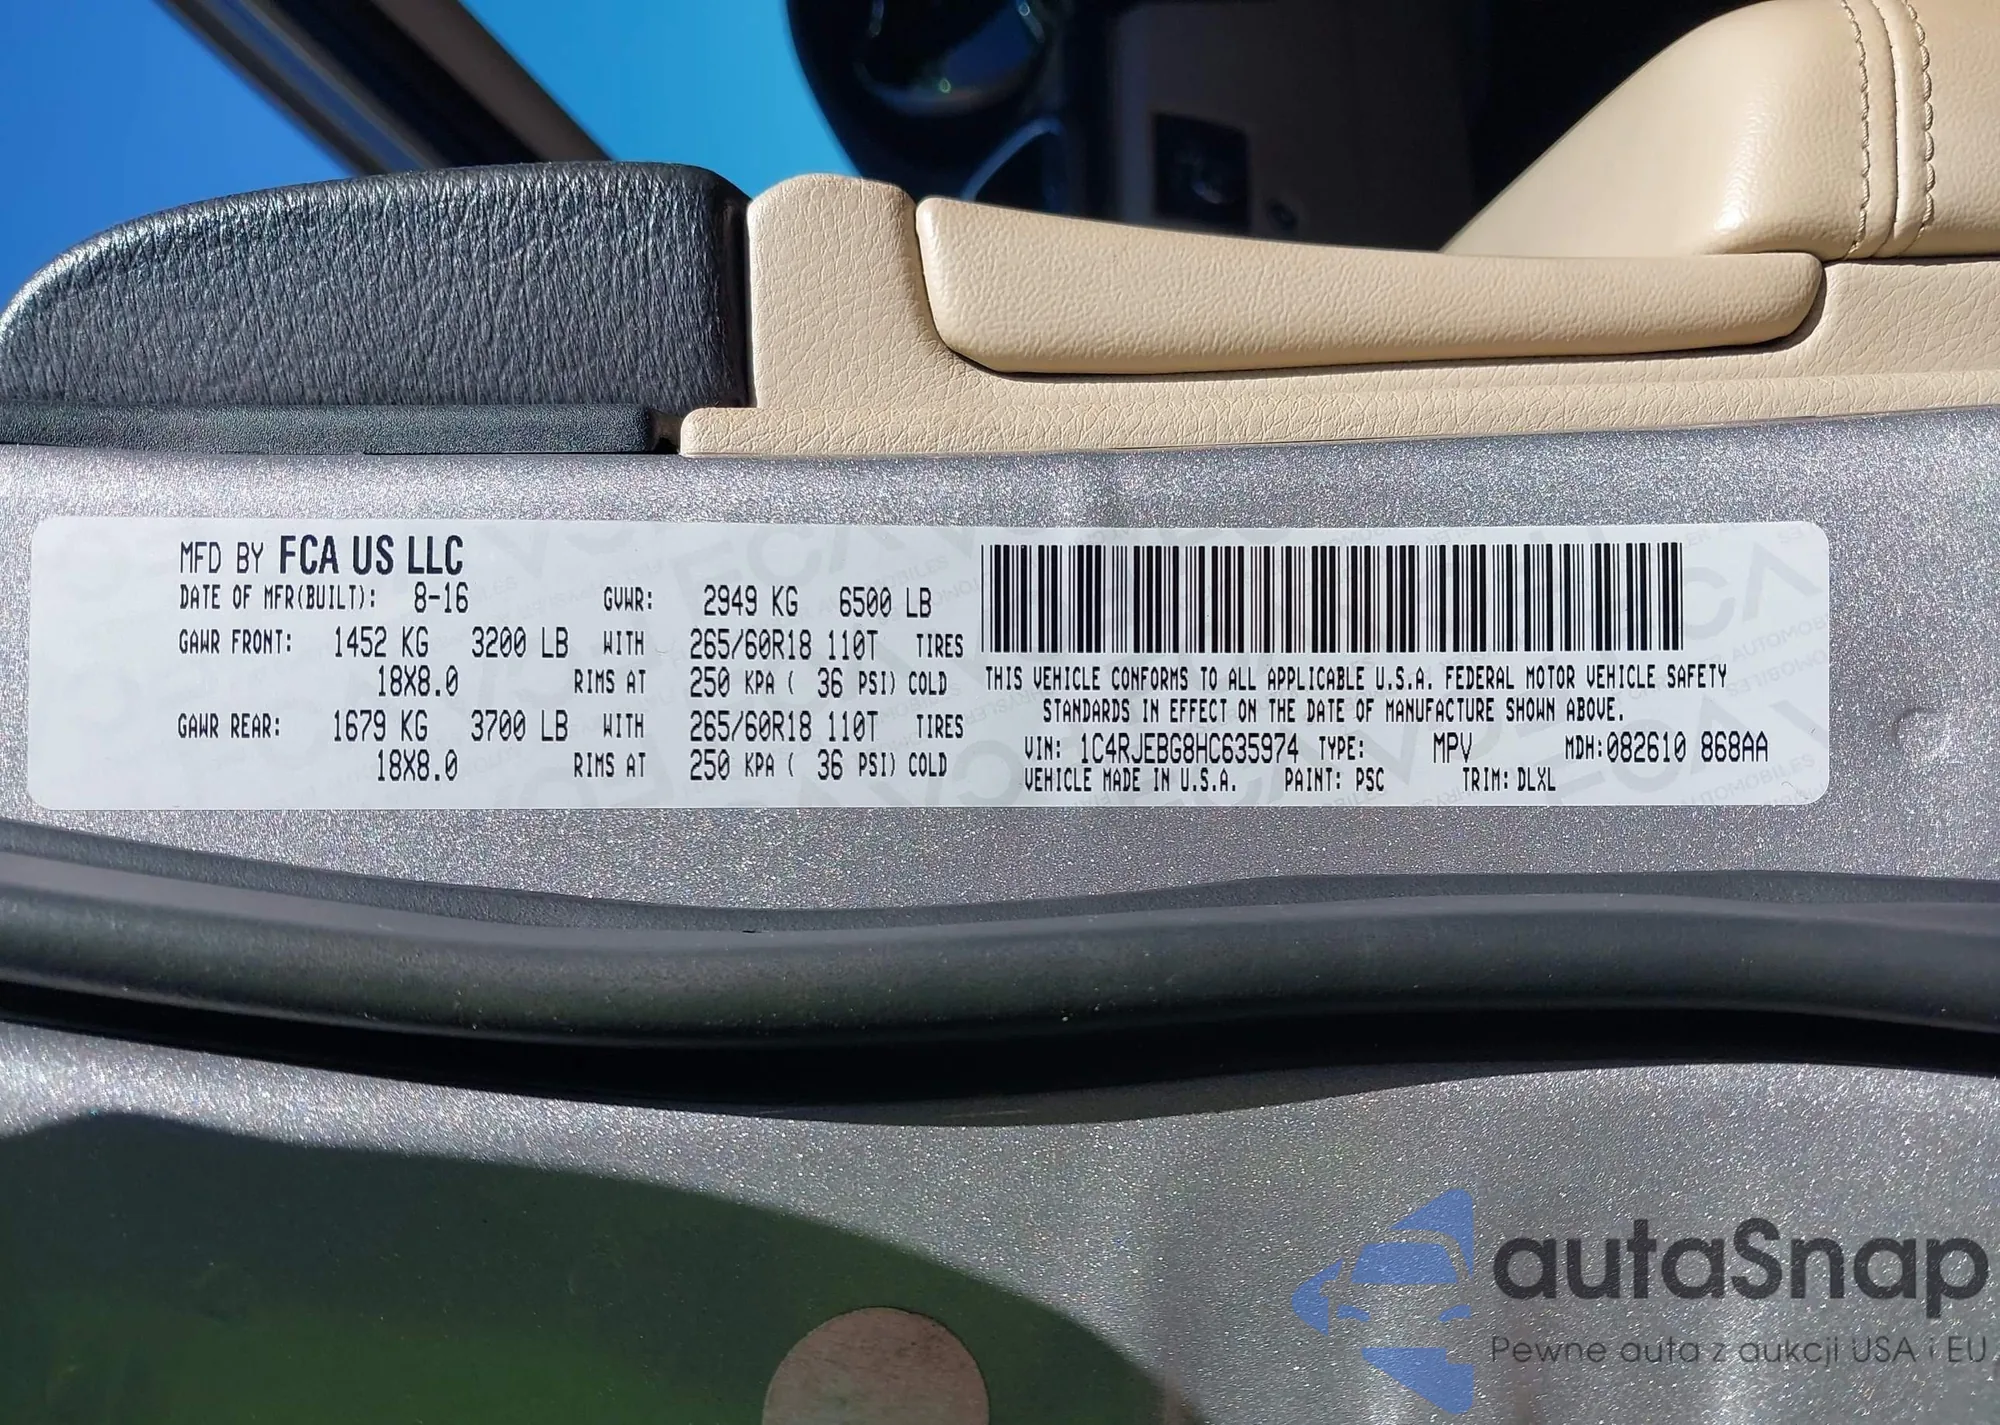 MFD BY FCA US LLC
DATE OF MFR(BUILT): 8-16 GVWR: 2949 KG 6500 LB
GAWR FRONT: 1452 KG 3200 LB WITH 265/60R18 110T TIRES
18X8.0 RIMS AT 250 KPA ( 36 PSI) COLD
GAWR REAR: 1679 KG 3700 LB WITH 265/60R18 110T TIRES
18X8.0 RIMS AT 250 KPA ( 36 PSI) COLD
THIS VEHICLE CONFORMS TO ALL APPLICABLE U.S.A. FEDERAL MOTOR VEHICLE SAFETY
STANDARDS IN EFFECT ON THE DATE OF MANUFACTURE SHOWN ABOVE.
VIN: 1C4RJEBG8HC635974 TYPE: MPV MDH:082610 868AA
VEHICLE MADE IN U.S.A. PAINT: PSC TRIM: DLXL
autaSnap
Pewne auta z aukcji USA i EU